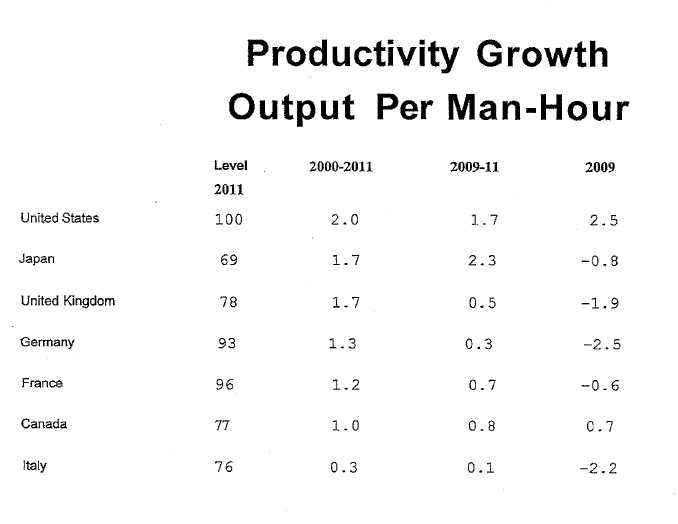 Productivity Growth
Output Per Man-Hour
Level 2000-2011 2009-11 2009
2011
United States 100 2.0 1.7 2.5
Japan 69 1.7 2.3 -0.8
United Kingdom 78 1.7 0.5 -1.9
Germany 93 1.3 0.3 -2.5
France 96 1.2 0.7 -0.6
Canada 77 1.0 0.8 0.7
Italy 76 0.3 0.1 -2.2